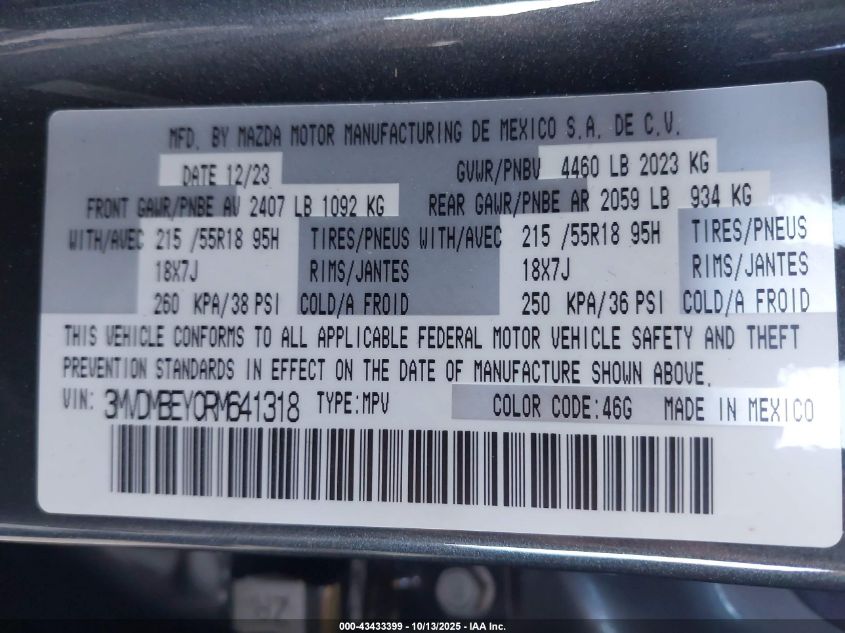 MFD. BY MAZDA MOTOR MANUFACTURING DE MEXICO S.A. DE C.V.
DATE 12/23 GVWR/PNBV 4460 LB 2023 KG
FRONT GAWR/PNBE AV 2407 LB 1092 KG REAR GAWR/PNBE AR 2059 LB 934 KG
WITH/AVEC 215 /55R18 95H TIRES/PNEUS WITH/AVEC 215 /55R18 95H TIRES/PNEUS
18X7J RIMS/JANTES 18X7J RIMS/JANTES
260 KPA/38 PSI COLD/A FROID 250 KPA/36 PSI COLD/A FROID
THIS VEHICLE CONFORMS TO ALL APPLICABLE FEDERAL MOTOR VEHICLE SAFETY AND THEFT
PREVENTION STANDARDS IN EFFECT ON THE DATE OF MANUFACTURE SHOWN ABOVE.
VIN: 3MVDMBEY0RM641318 TYPE:MPV COLOR CODE:46G MADE IN MEXICO
000-43433399 - 10/13/2025 - IAA Inc.